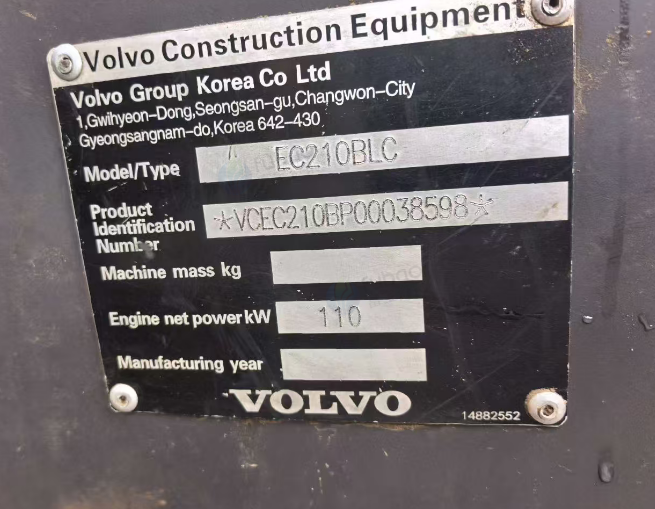 Volvo Construction Equipment
Volvo Group Korea Co Ltd
1,Gwihyeon-Dong,Seongsan-gu,Changwon-City
Gyeongsangnam-do,Korea 642-430
Model/Type EC210BLC
Product Identification Number *VCEC210BP00038598*
Machine mass kg
Engine net power kW 110
Manufacturing year
VOLVO
14882552